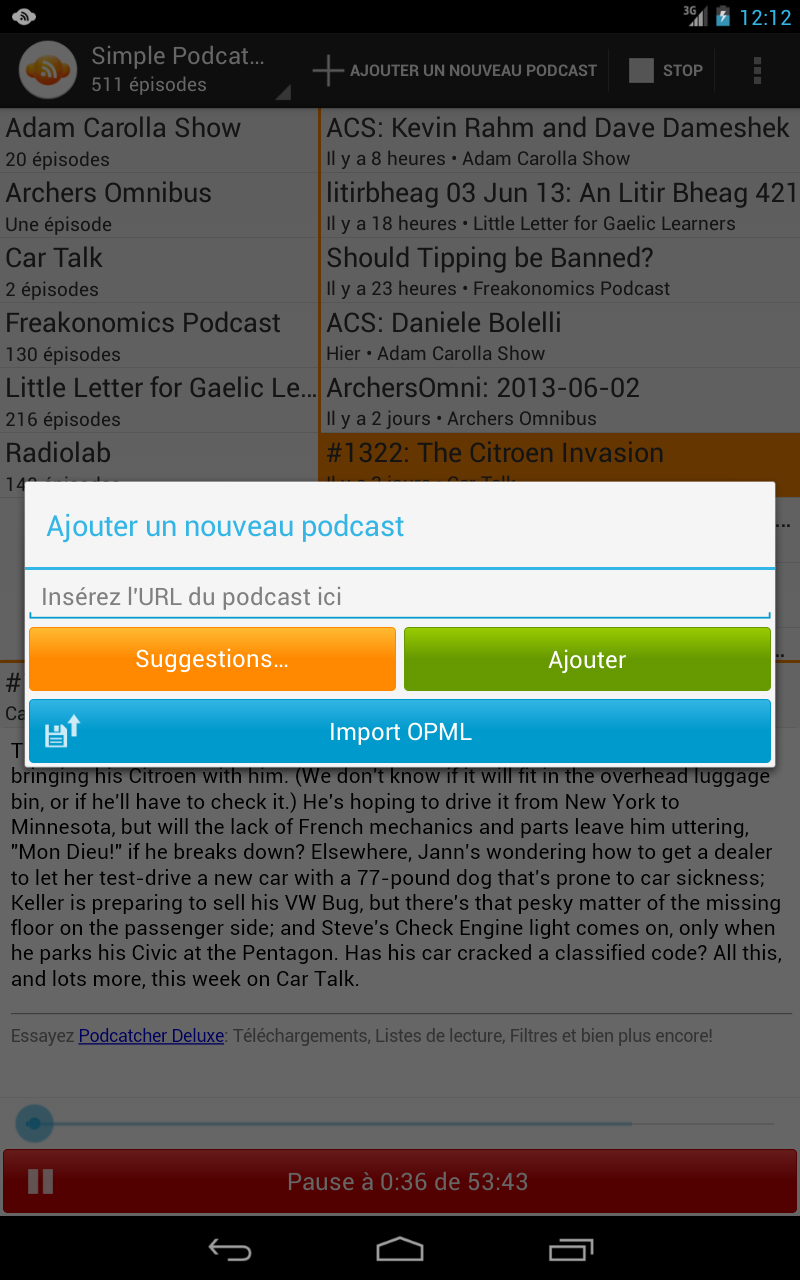 3G 12:12
Simple Podcat...
511 épisodes
AJOUTER UN NOUVEAU PODCAST
STOP
Adam Carolla Show
20 épisodes
Archers Omnibus
Une épisode
Car Talk
2 épisodes
Freakonomics Podcast
130 épisodes
Little Letter for Gaelic Le...
216 épisodes
Radiolab
ACS: Kevin Rahm and Dave Dameshek
Il y a 8 heures • Adam Carolla Show
litirbheag 03 Jun 13: An Litir Bheag 421
Il y a 18 heures • Little Letter for Gaelic Learners
Should Tipping be Banned?
Il y a 23 heures • Freakonomics Podcast
ACS: Daniele Bolelli
Hier • Adam Carolla Show
ArchersOmni: 2013-06-02
Il y a 2 jours • Archers Omnibus
#1322: The Citroen Invasion
Ajouter un nouveau podcast
Insérez l'URL du podcast ici
Suggestions...
Ajouter
Import OPML
#
Ca
T
bringing his Citroen with him. (We don't know if it will fit in the overhead luggage
bin, or if he'll have to check it.) He's hoping to drive it from New York to
Minnesota, but will the lack of French mechanics and parts leave him uttering,
"Mon Dieu!" if he breaks down? Elsewhere, Jann's wondering how to get a dealer
to let her test-drive a new car with a 77-pound dog that's prone to car sickness;
Keller is preparing to sell his VW Bug, but there's that pesky matter of the missing
floor on the passenger side; and Steve's Check Engine light comes on, only when
he parks his Civic at the Pentagon. Has his car cracked a classified code? All this,
and lots more, this week on Car Talk.
Essayez Podcatcher Deluxe: Téléchargements, Listes de lecture, Filtres et bien plus encore!
Pause à 0:36 de 53:43